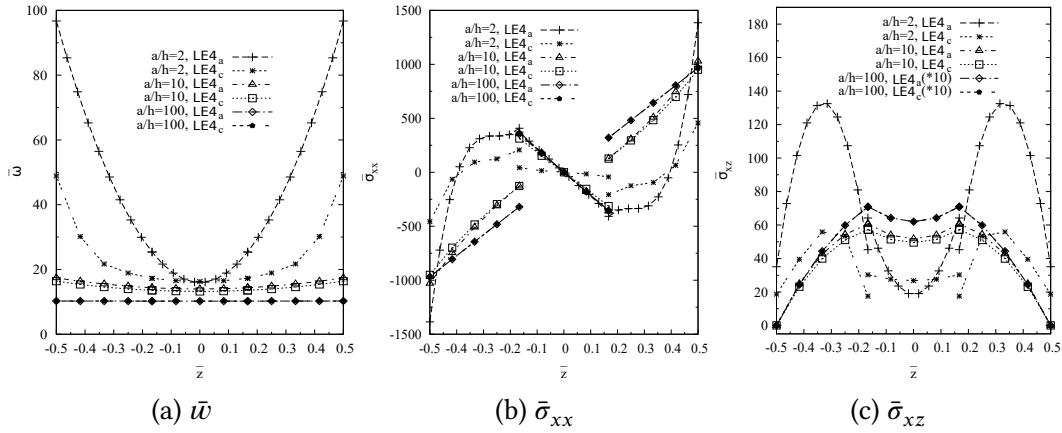 100
80
60
40
20
0
-0.5 -0.4 -0.3 -0.2 -0.1 0 0.1 0.2 0.3 0.4 0.5
ω̄
z̄
a/h=2, LE4a
a/h=2, LE4c
a/h=10, LE4a
a/h=10, LE4c
a/h=100, LE4a
a/h=100, LE4c
(a) w̄
1500
1000
500
0
-500
-1000
-1500
-0.5 -0.4 -0.3 -0.2 -0.1 0 0.1 0.2 0.3 0.4 0.5
σ̄xx
z̄
a/h=2, LE4a
a/h=2, LE4c
a/h=10, LE4a
a/h=10, LE4c
a/h=100, LE4a
a/h=100, LE4c
(b) σ̄xx
180
160
140
120
100
80
60
40
20
0
-0.5 -0.4 -0.3 -0.2 -0.1 0 0.1 0.2 0.3 0.4 0.5
σ̄xz
z̄
a/h=2, LE4a
a/h=2, LE4c
a/h=10, LE4a
a/h=10, LE4c
a/h=100, LE4a(*10)
a/h=100, LE4c(*10)
(c) σ̄xz